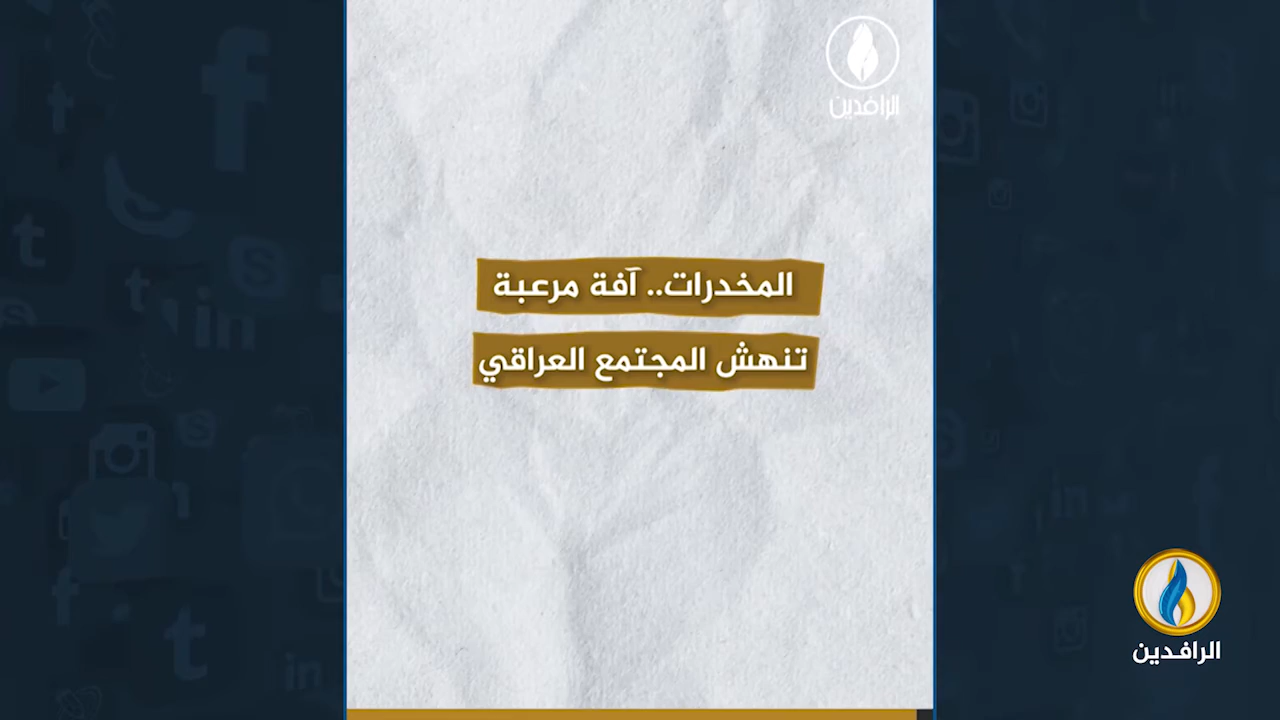 الرافدين
المخدرات.. آفة مرعبة
تنهش المجتمع العراقي
الرافدين